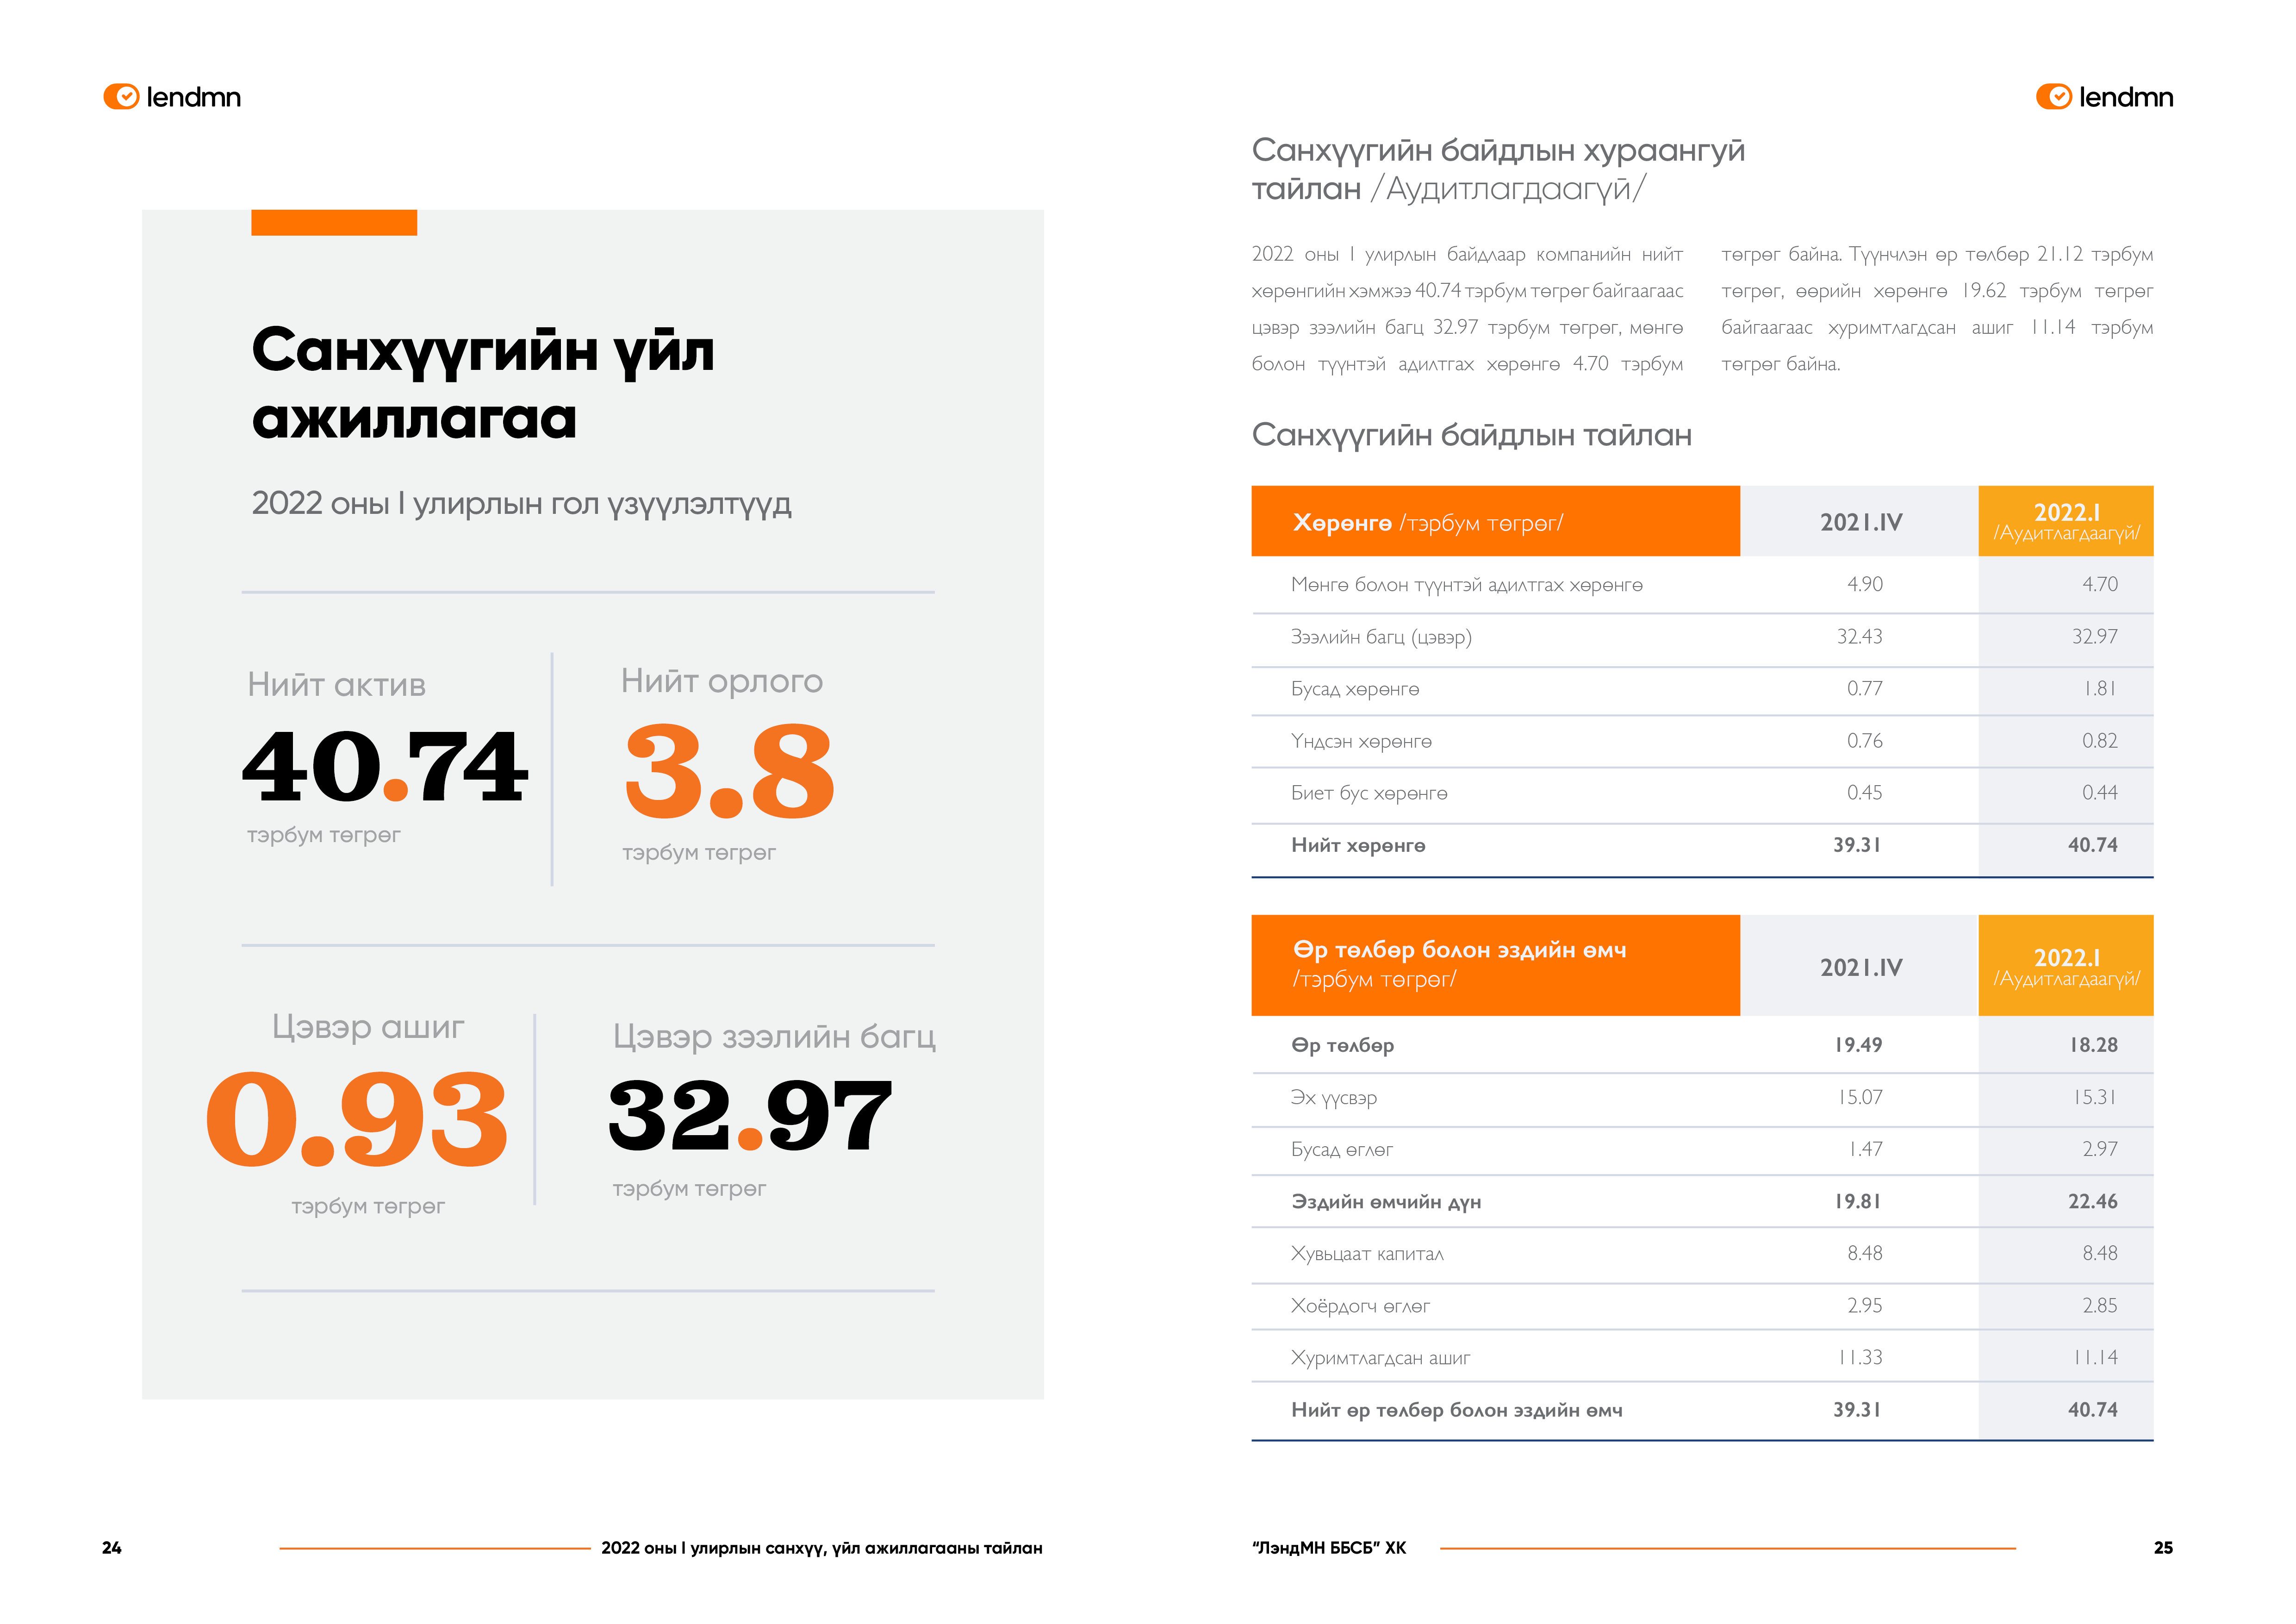 lendmn
Санхүүгийн үйл
ажиллагаа
2022 оны I улирлын гол үзүүлэлтүүд
Нийт актив
40.74
тэрбум төгрөг
Нийт орлого
3.8
тэрбум төгрөг
Цэвэр ашиг
0.93
тэрбум төгрөг
Цэвэр зээлийн багц
32.97
тэрбум төгрөг
24
2022 оны I улирлын санхүү, үйл ажиллагааны тайлан
lendmn
Санхүүгийн байдлын хураангуй
тайлан /Аудитлагдаагүй/
2022 оны I улирлын байдлаар компанийн нийт
хөрөнгийн хэмжээ 40.74 тэрбум төгрөг байгаагаас
цэвэр зээлийн багц 32.97 тэрбум төгрөг, мөнгө
болон түүнтэй адилтгах хөрөнгө 4.70 тэрбум
төгрөг байна. Түүнчлэн өр төлбөр 21.12 тэрбум
төгрөг, өөрийн хөрөнгө 19.62 тэрбум төгрөг
байгаагаас хуримтлагдсан ашиг 11.14 тэрбум
төгрөг байна.
Санхүүгийн байдлын тайлан
Хөрөнгө /тэрбум төгрөг/ 2021.IV 2022.I
/Аудитлагдаагүй/
Мөнгө болон түүнтэй адилтгах хөрөнгө 4.90 4.70
Зээлийн багц (цэвэр) 32.43 32.97
Бусад хөрөнгө 0.77 1.81
Үндсэн хөрөнгө 0.76 0.82
Биет бус хөрөнгө 0.45 0.44
Нийт хөрөнгө 39.31 40.74
Өр төлбөр болон эздийн өмч
/тэрбум төгрөг/ 2021.IV 2022.I
/Аудитлагдаагүй/
Өр төлбөр 19.49 18.28
Эх үүсвэр 15.07 15.31
Бусад өглөг 1.47 2.97
Эздийн өмчийн дүн 19.81 22.46
Хувьцаат капитал 8.48 8.48
Хоёрдогч өглөг 2.95 2.85
Хуримтлагдсан ашиг 11.33 11.14
Нийт өр төлбөр болон эздийн өмч 39.31 40.74
“ЛэндМН ББСБ” ХК
25